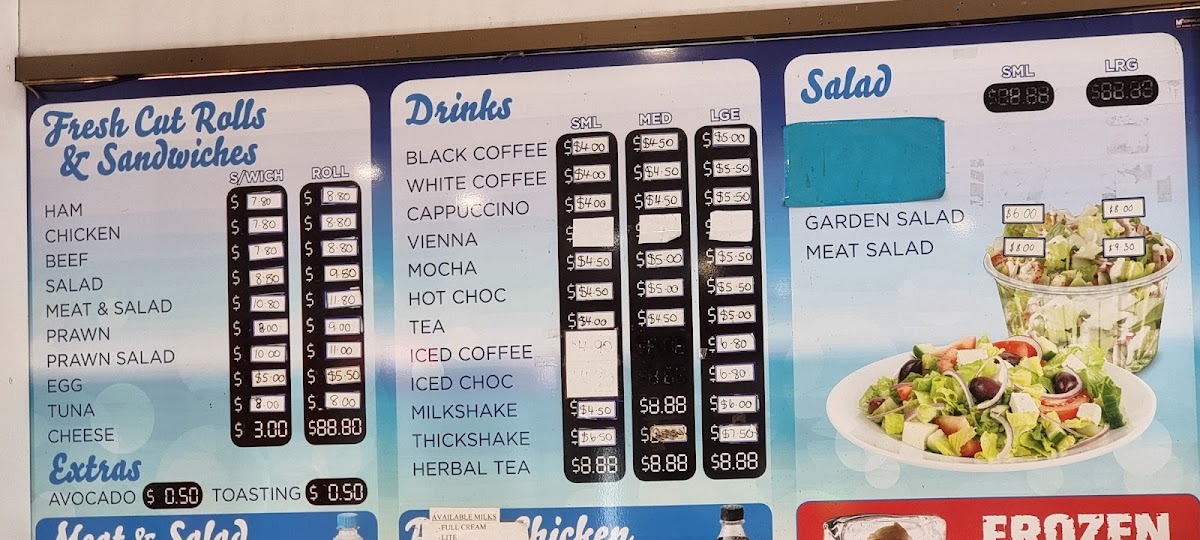 Fresh Cut Rolls
& Sandwiches
S/WICH ROLL
HAM $ 7.80 $ 8.80
CHICKEN $ 7.80 $ 8.80
BEEF $ 7.80 $ 8.80
SALAD $ 8.80 $ 9.80
MEAT & SALAD $ 10.80 $ 11.80
PRAWN $ 8.00 $ 9.00
PRAWN SALAD $ 10.00 $ 11.00
EGG $ $5.00 $ $5.50
TUNA $ 8.00 $ 8.00
CHEESE $ 3.00 $88.80
Extras
AVOCADO $ 0.50 TOASTING $ 0.50
Meat & Salad
Drinks
SML MED LGE
BLACK COFFEE $$4.00 $$4.50 $$5.00
WHITE COFFEE $$4.00 $$4.50 $$5.50
CAPPUCCINO $$4.00 $$4.50 $$5.50
VIENNA
MOCHA $$4.50 $$5.00 $$5.50
HOT CHOC $$4.50 $$5.00 $$5.50
TEA $$4.00 $$4.50 $$5.00
ICED COFFEE $6.80
ICED CHOC $6.80
MILKSHAKE $$4.50 $8.88 $$6.00
THICKSHAKE $$6.50 $ $$7.50
HERBAL TEA $8.88 $8.88 $8.88
AVAILABLE MILKS
-FULL CREAM
-LITE
Chicken
Salad
SML LRG
$88.88 $88.88
GARDEN SALAD $6.00 $8.00
MEAT SALAD $8.00 $9.50
FROZEN